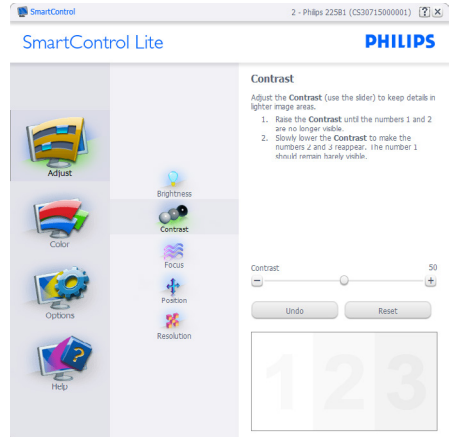 SmartControl
2 - Philips 225B1 (CS30715000001)
?
SmartControl Lite
PHILIPS
Adjust
Color
Options
Help
Brightness
Contrast
Focus
Position
Resolution
Contrast
Adjust the Contrast (use the slider) to keep details in
lighter image areas.
1. Raise the Contrast until the numbers 1 and 2
are no longer visible.
2. Slowly lower the Contrast to make the
numbers 2 and 3 reappear. The number 1
should remain barely visible.
Contrast 50
Undo Reset
1 2 3